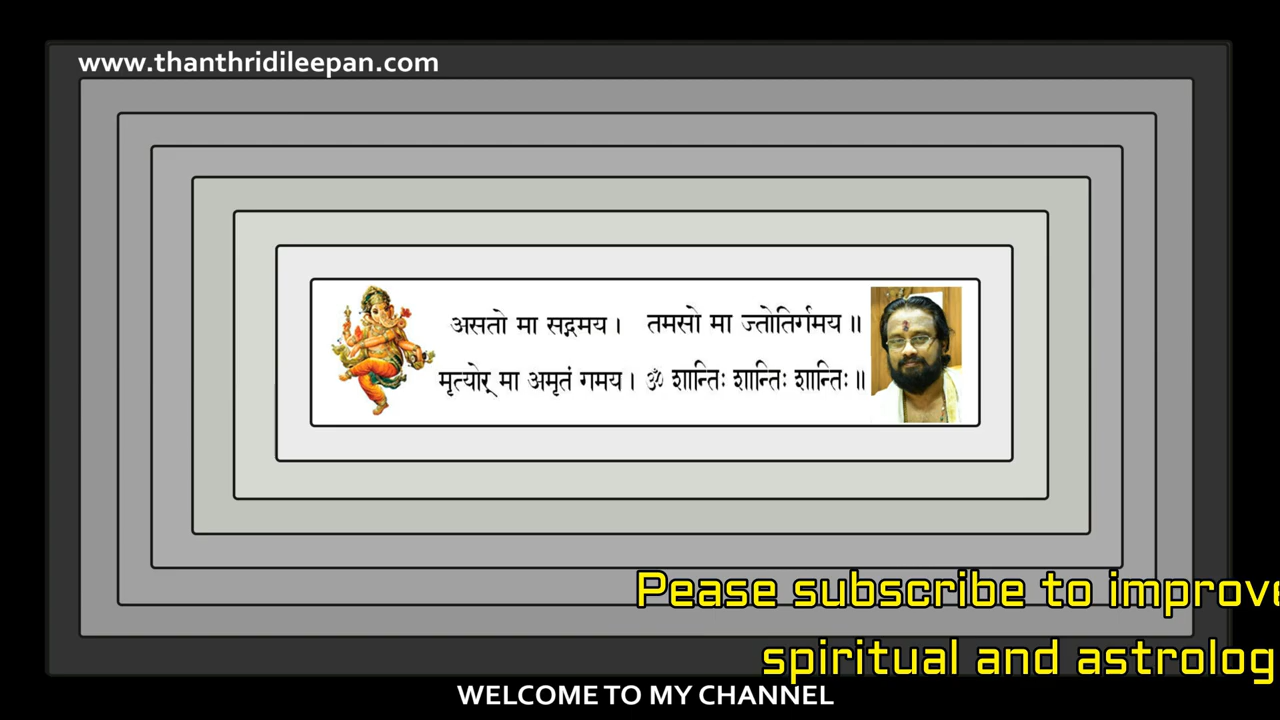 www.thanthridileepan.com
असतो मा सद्गमय। तमसो मा ज्तोतिर्गमय॥
मृत्योर् मा अमृतं गमय। ॐ शान्तिः शान्तिः शान्तिः॥
Pease subscribe to improve
spiritual and astrolog
WELCOME TO MY CHANNEL